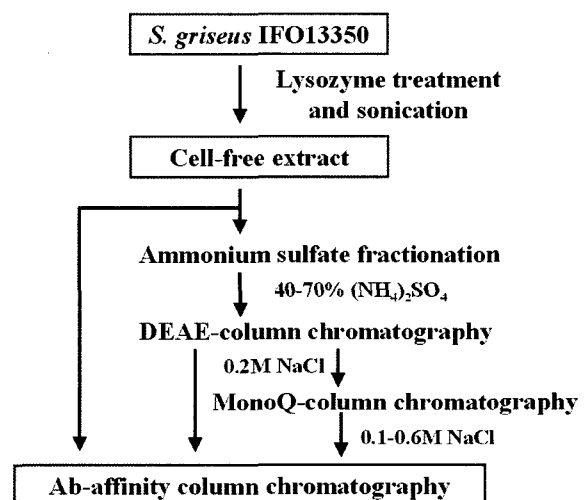 S. griseus IFO13350
Lysozyme treatment
and sonication
Cell-free extract
Ammonium sulfate fractionation
40-70% (NH₄)₂SO₄
DEAE-column chromatography
0.2M NaCl
MonoQ-column chromatography
0.1-0.6M NaCl
Ab-affinity column chromatography